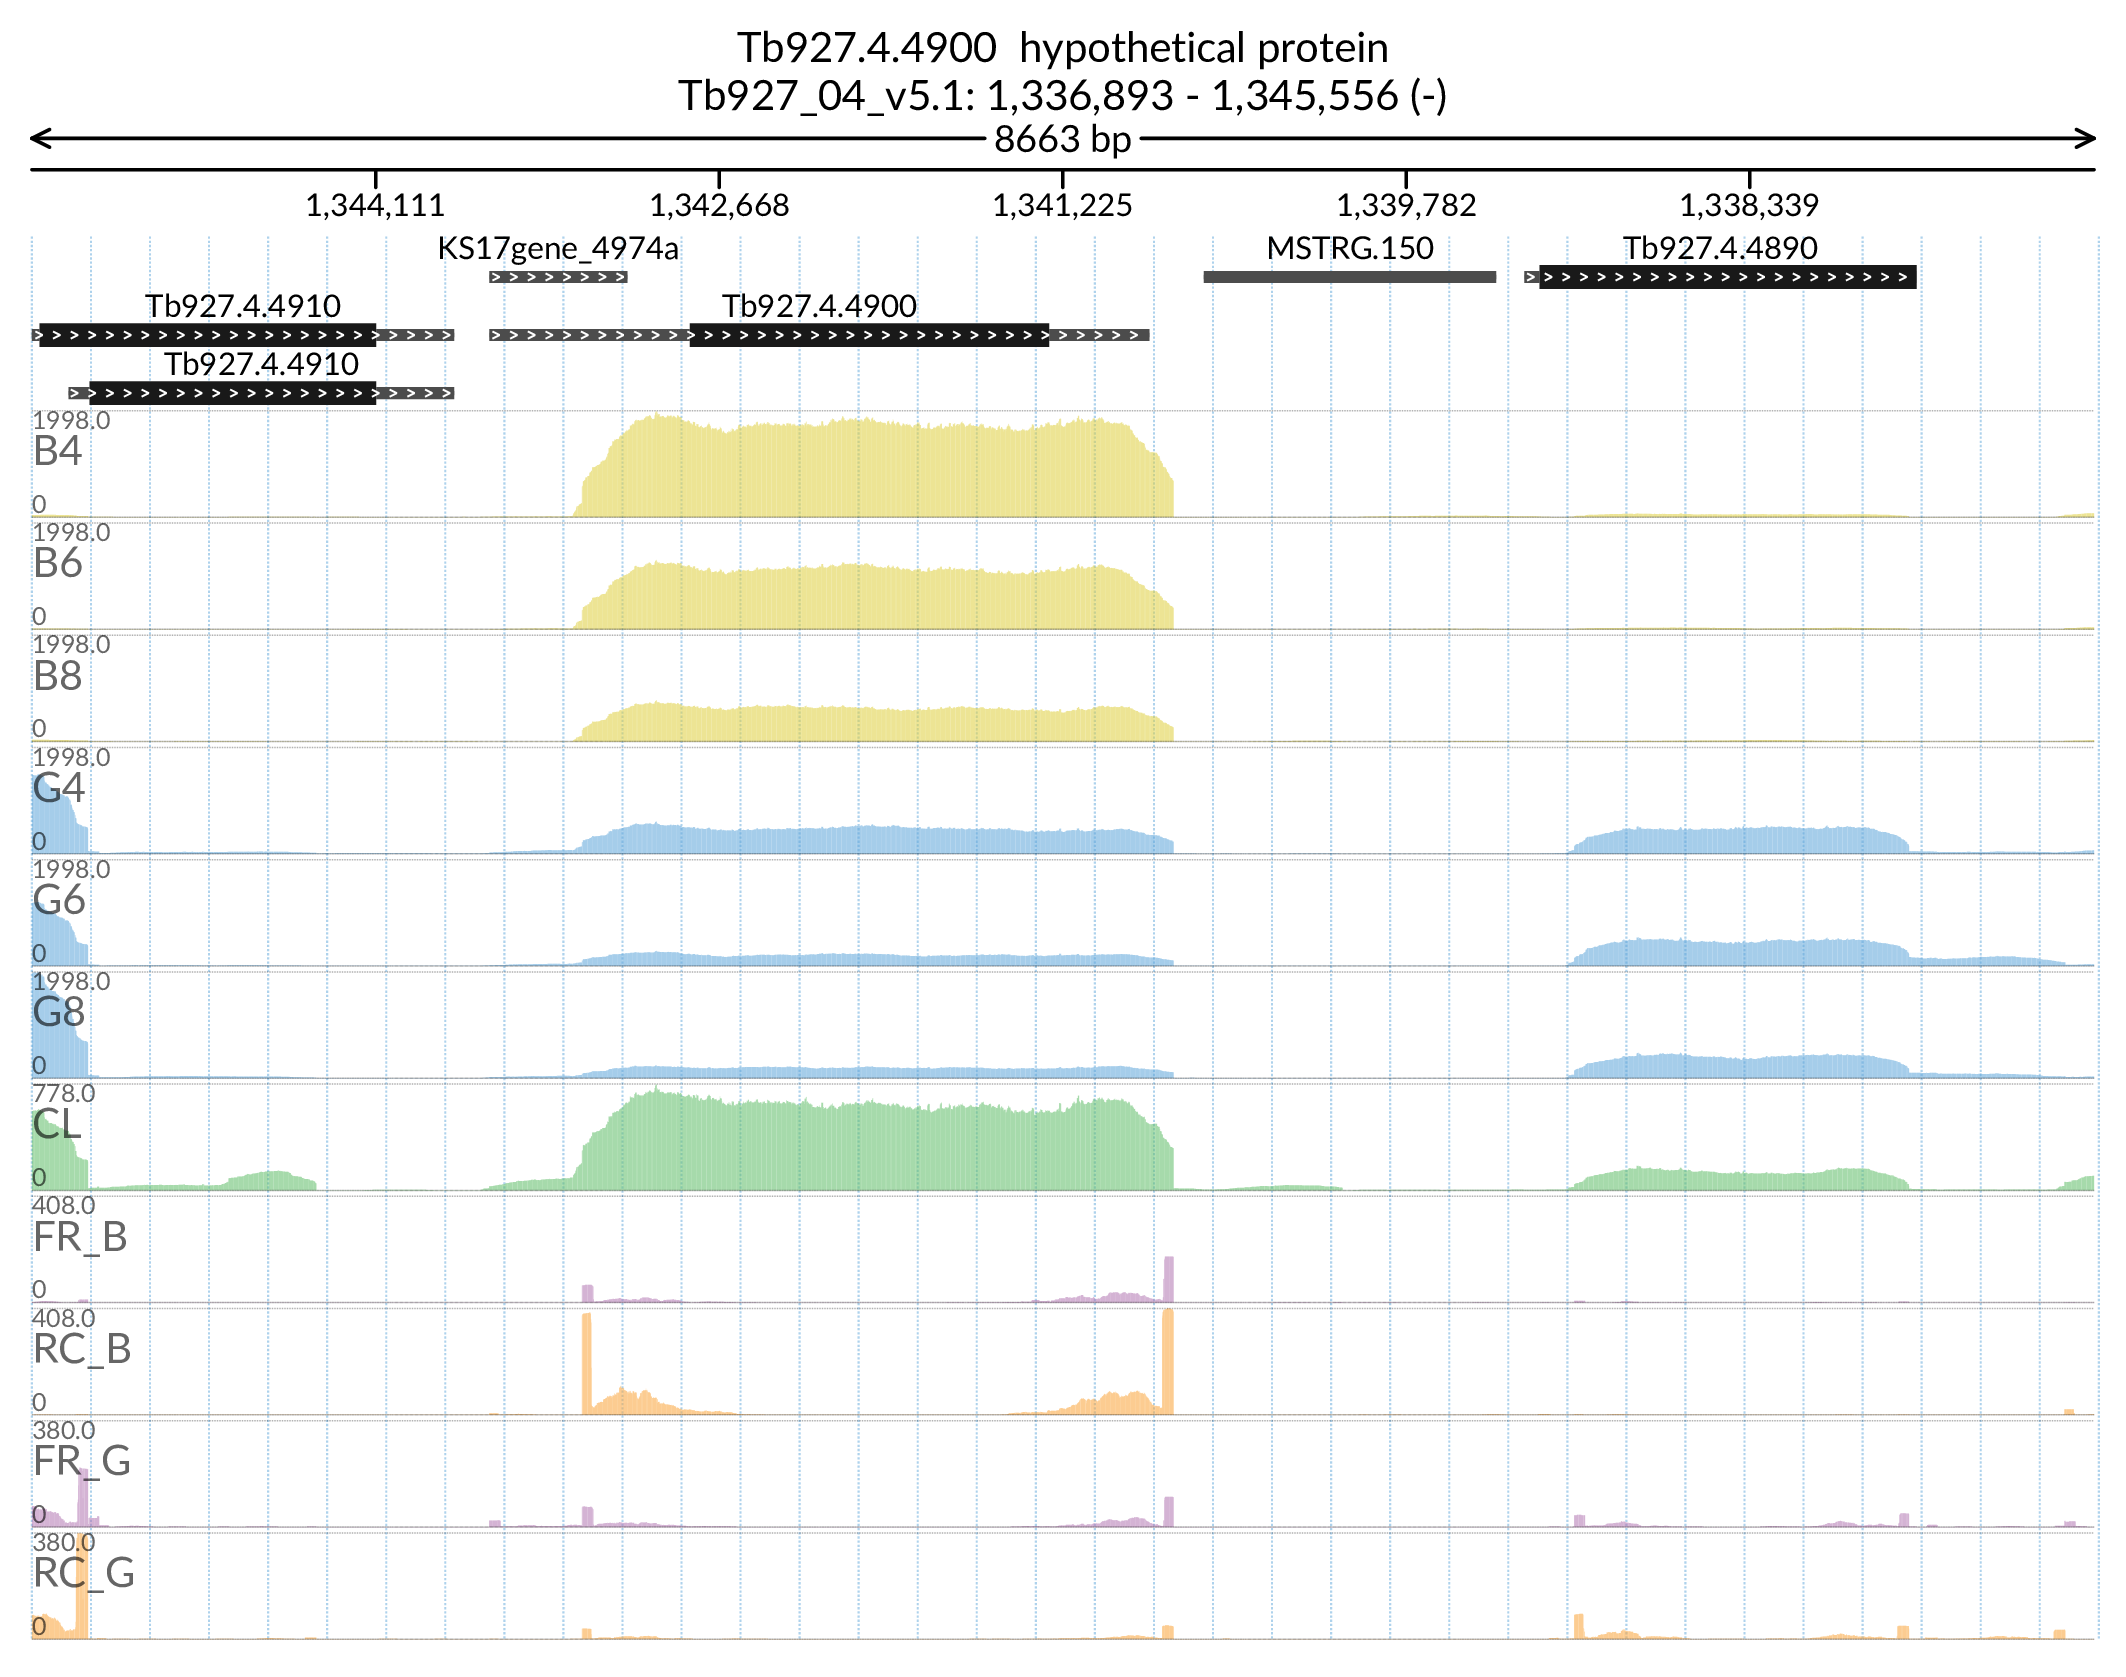 Tb927.4.4900  hypothetical protein
Tb927_04_v5.1: 1,336,893 - 1,345,556 (-)
8663 bp
1,344,111 1,342,668 1,341,225 1,339,782 1,338,339
KS17gene_4974a MSTRG.150 Tb927.4.4890
Tb927.4.4910 Tb927.4.4900
Tb927.4.4910
1998.0
B4
0
1998.0
B6
0
1998.0
B8
0
1998.0
G4
0
1998.0
G6
0
1998.0
G8
0
778.0
CL
0
408.0
FR_B
0
408.0
RC_B
0
380.0
FR_G
0
380.0
RC_G
0